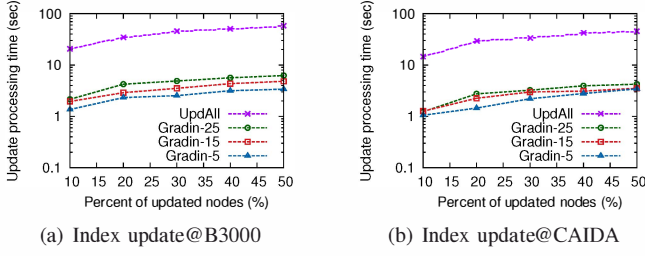 Update processing time (sec)
100
10
1
0.1
UpdAll
Gradin-25
Gradin-15
Gradin-5
10 15 20 25 30 35 40 45 50
Percent of updated nodes (%)
(a) Index update@B3000
Update processing time (sec)
100
10
1
0.1
UpdAll
Gradin-25
Gradin-15
Gradin-5
10 15 20 25 30 35 40 45 50
Percent of updated nodes (%)
(b) Index update@CAIDA